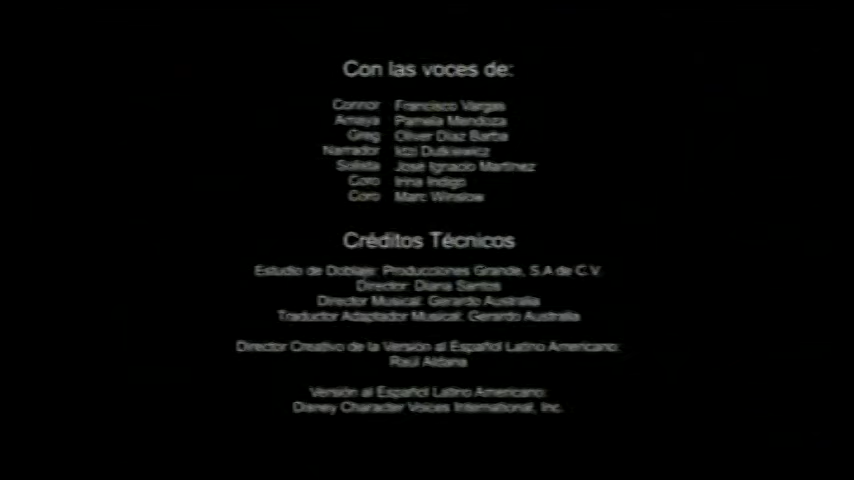 Con las voces de:
Connor Francisco Vargas
Amaya Pamela Mendoza
Greg Oliver Díaz Barba
Narrador Idzi Dutkiewicz
Solista José Ignacio Martínez
Coro Irina Indigo
Coro Marc Winslow
Créditos Técnicos
Estudio de Doblaje: Producciones Grande, S.A de C.V.
Director: Diana Santos
Director Musical: Gerardo Australia
Traductor Adaptador Musical: Gerardo Australia
Director Creativo de la Versión al Español Latino Americano:
Raúl Aldana
Versión al Español Latino Americano:
Disney Character Voices International, Inc.